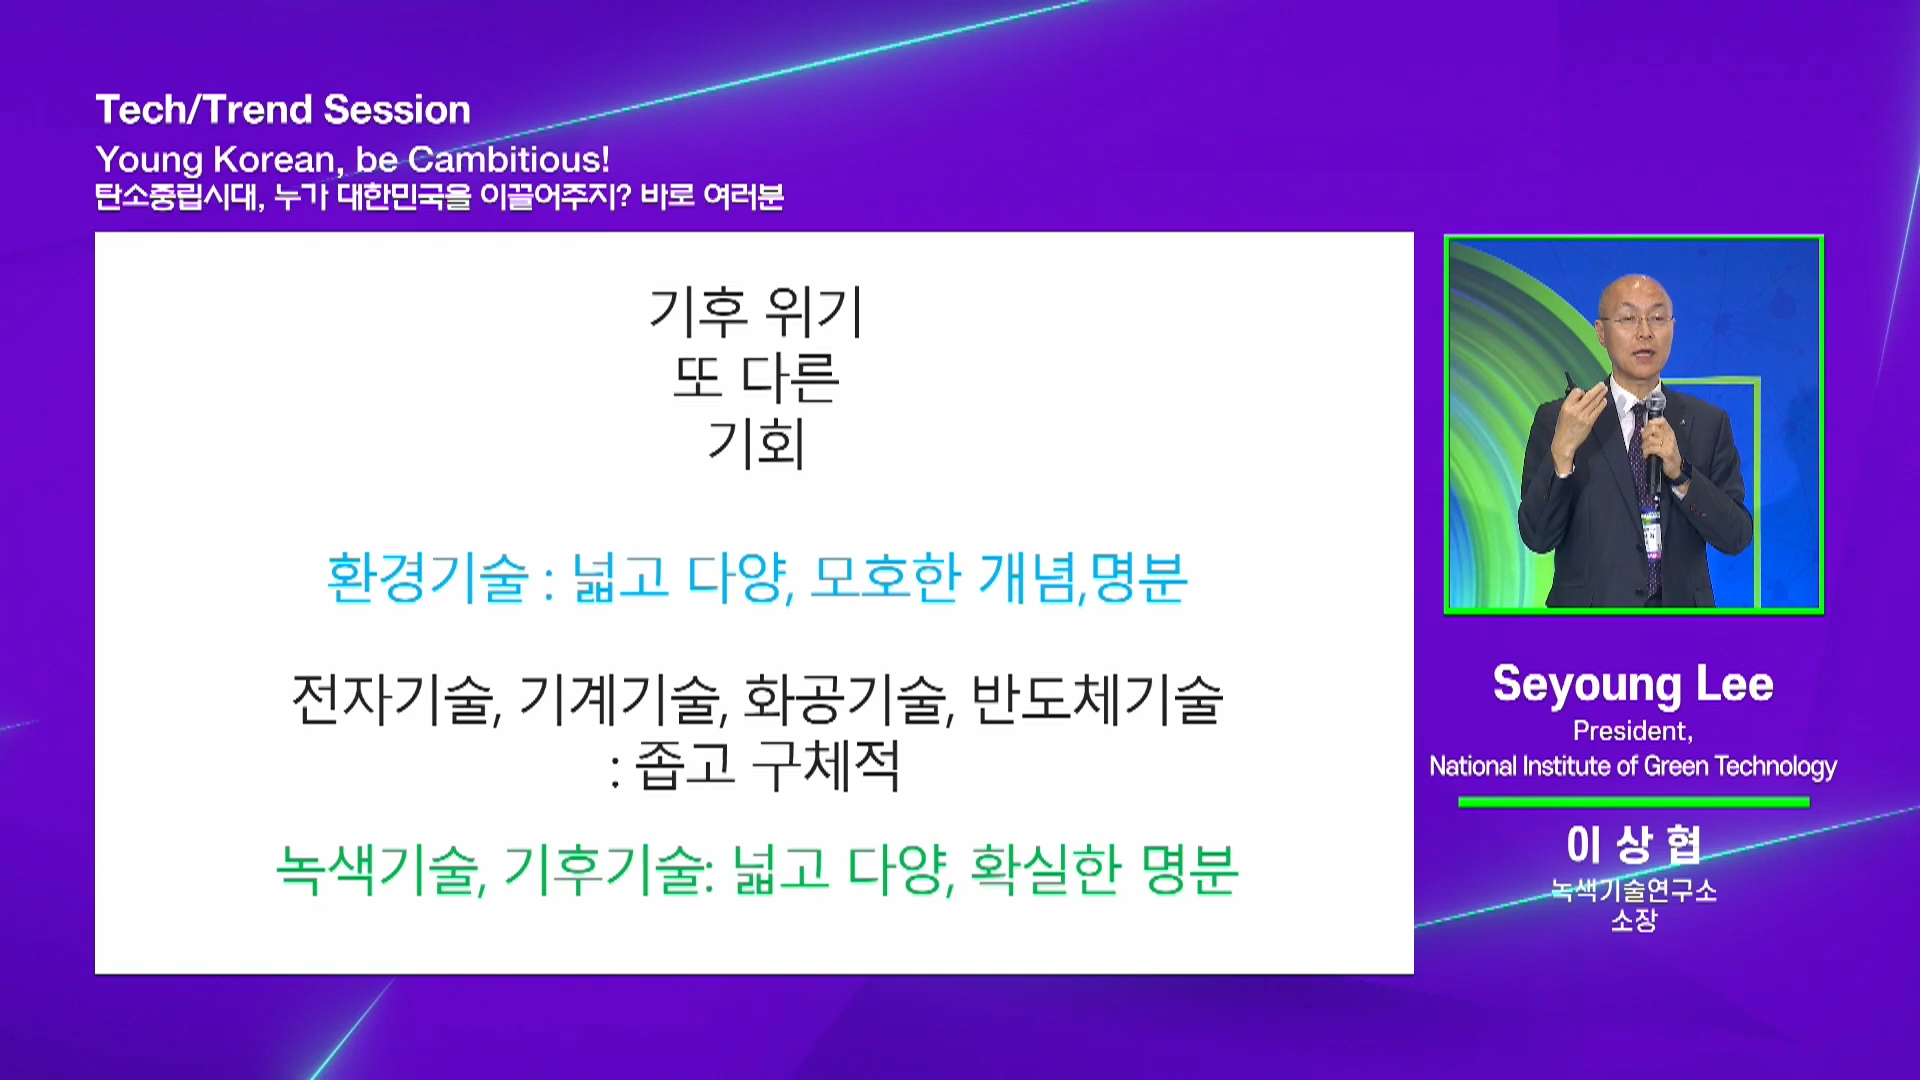 Tech/Trend Session
Young Korean, be Cambitious!
탄소중립시대, 누가 대한민국을 이끌어주지? 바로 여러분
기후 위기
또 다른
기회
환경기술 : 넓고 다양, 모호한 개념,명분
전자기술, 기계기술, 화공기술, 반도체기술
: 좁고 구체적
녹색기술, 기후기술: 넓고 다양, 확실한 명분
Seyoung Lee
President,
National Institute of Green Technology
이 상 협
녹색기술연구소
소장